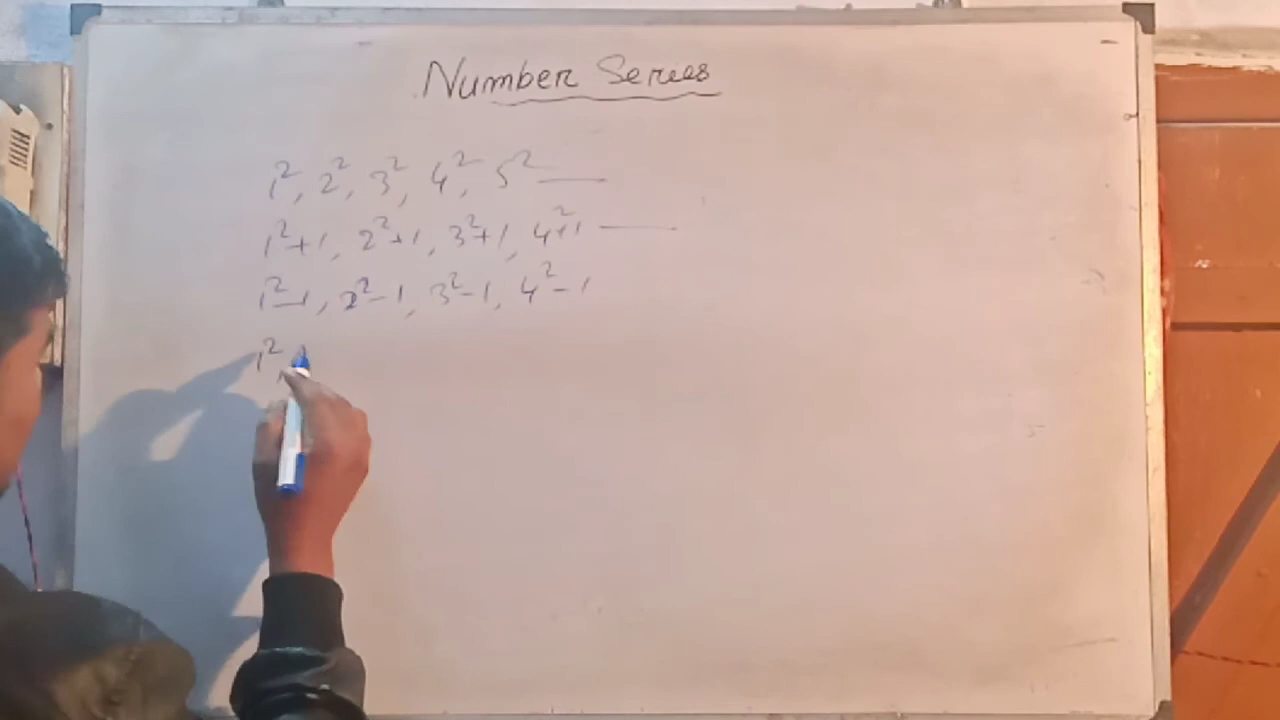 Number Series
1², 2², 3², 4², 5² ——
1²+1, 2²+1, 3²+1, 4²+1 ——
1²-1, 2²-1, 3²-1, 4²-1
1²